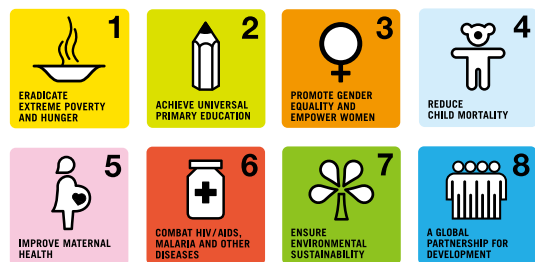 1
ERADICATE
EXTREME POVERTY
AND HUNGER
2
ACHIEVE UNIVERSAL
PRIMARY EDUCATION
3
PROMOTE GENDER
EQUALITY AND
EMPOWER WOMEN
4
REDUCE
CHILD MORTALITY
5
IMPROVE MATERNAL
HEALTH
6
COMBAT HIV/AIDS,
MALARIA AND OTHER
DISEASES
7
ENSURE
ENVIRONMENTAL
SUSTAINABILITY
8
A GLOBAL
PARTNERSHIP FOR
DEVELOPMENT